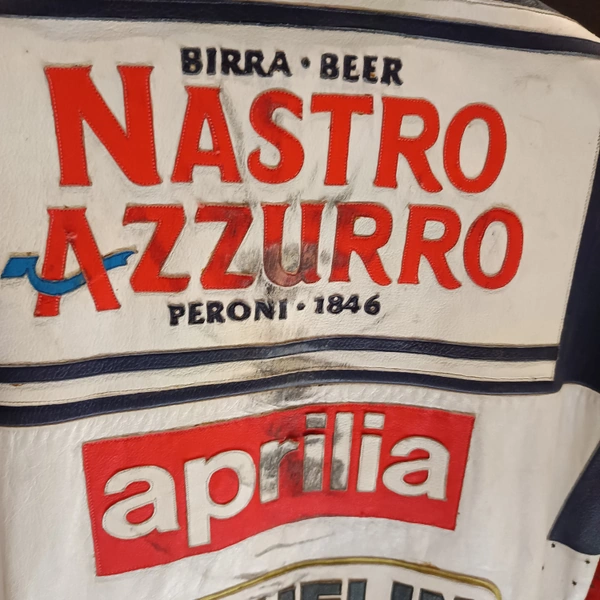 BIRRA • BEER
NASTRO
AZZURRO
PERONI • 1846
aprilia